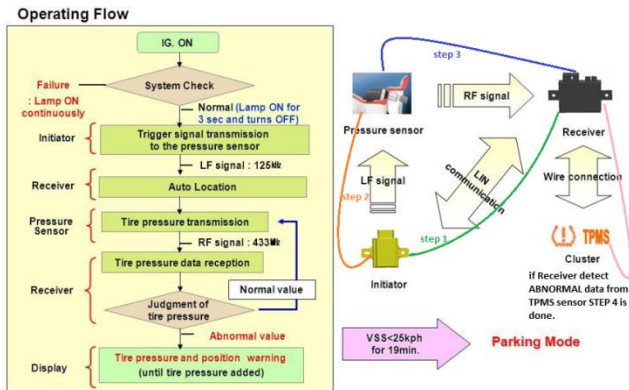 Operating Flow
IG. ON
Failure
: Lamp ON
continuously
System Check
Normal (Lamp ON for
3 sec and turns OFF)
Initiator
Trigger signal transmission
to the pressure sensor
LF signal : 125㎑
Receiver
Auto Location
Pressure
Sensor
Tire pressure transmission
RF signal : 433㎒
Receiver
Tire pressure data reception
Normal value
Judgment of
tire pressure
Abnormal value
Display
Tire pressure and position warning
(until tire pressure added)
step 3
Pressure sensor
RF signal
Receiver
step 2
LF signal
LIN
communication
Wire connection
step 1
TPMS
Initiator
Cluster
if Receiver detect
ABNORMAL data from
TPMS sensor STEP 4 is
done.
VSS<25kph
for 19min.
Parking Mode